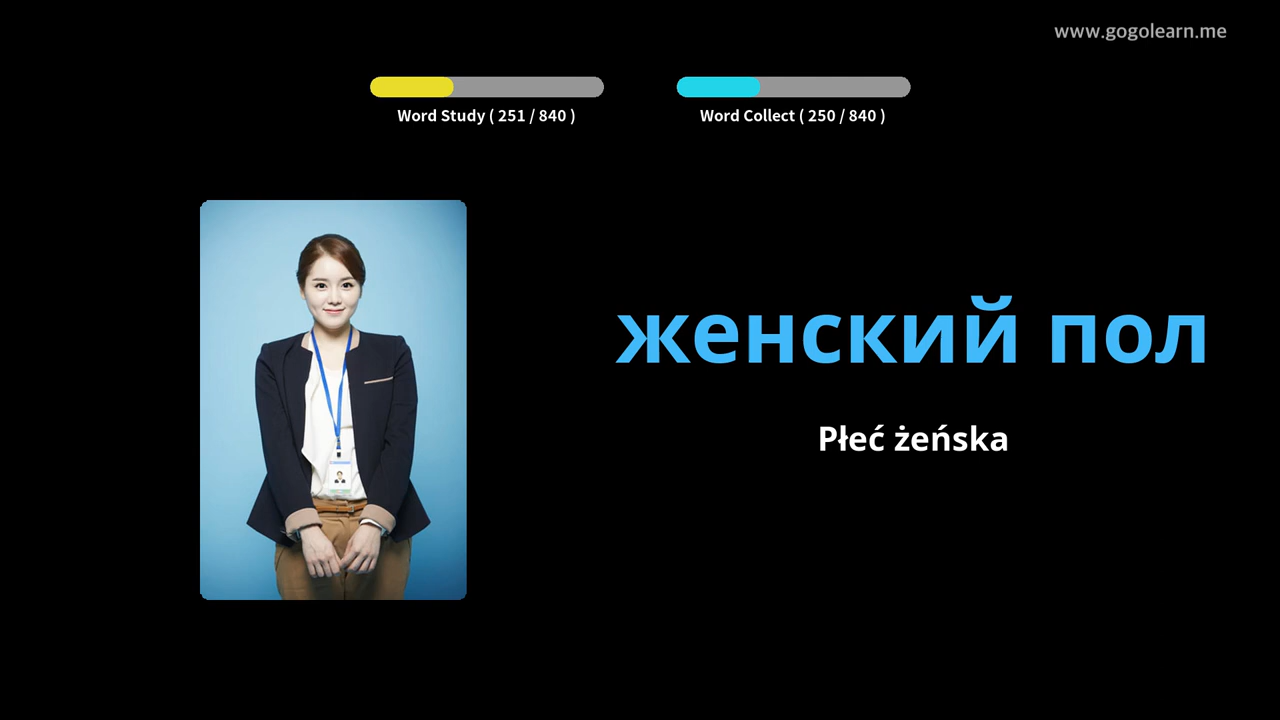 www.gogolearn.me
Word Study ( 251 / 840 )
Word Collect ( 250 / 840 )
женский пол
Płeć żeńska